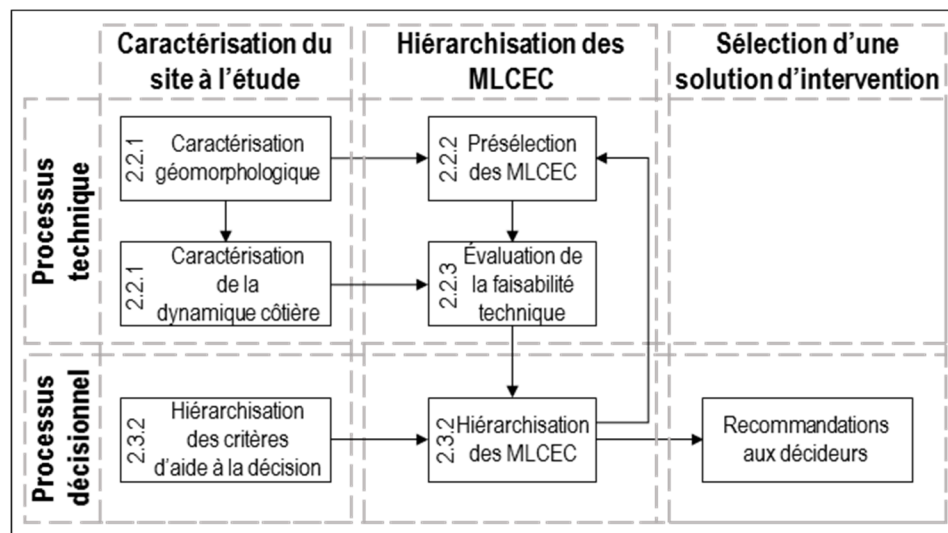 Caractérisation du
site à l'étude
Hiérarchisation des
MLCEC
Sélection d'une
solution d'intervention
Processus
technique
2.2.1
Caractérisation
géomorphologique
2.2.2
Présélection
des MLCEC
2.2.1
Caractérisation
de la
dynamique côtière
2.2.3
Évaluation de
la faisabilité
technique
Processus
décisionnel
2.3.2
Hiérarchisation
des critères
d'aide à la décision
2.3.2
Hiérarchisation
des MLCEC
Recommandations
aux décideurs